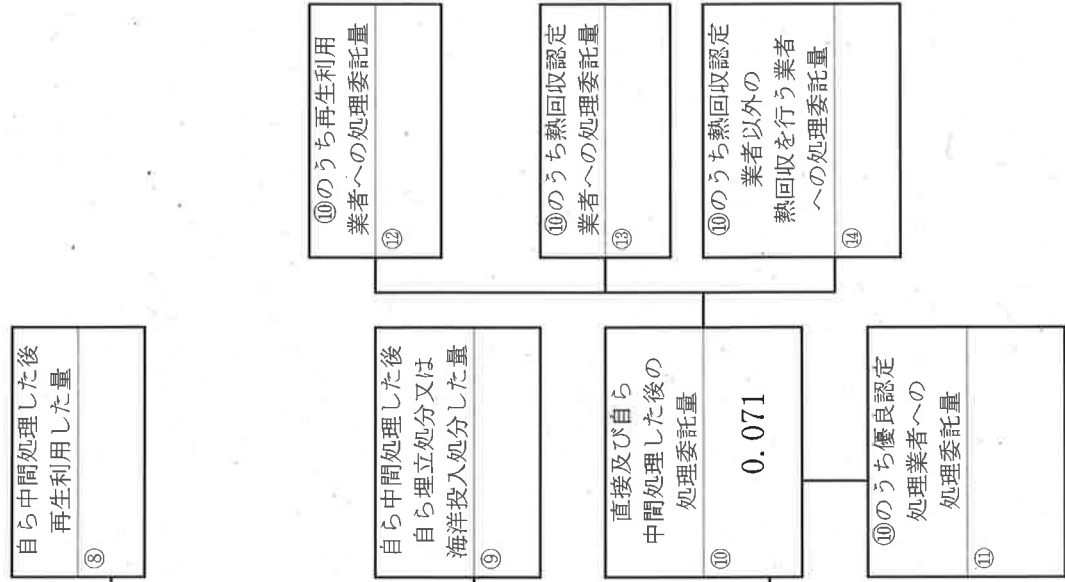 自ら中間処理した後
再生利用した量
⑧
自ら中間処理した後
自ら埋立処分又は
海洋投入処分した量
⑨
直接及び自ら
中間処理した後の
処理委託量
⑩
0.071
⑩のうち優良認定
処理業者への
処理委託量
⑪
⑩のうち再生利用
業者への処理委託量
⑫
⑩のうち熱回収認定
業者への処理委託量
⑬
⑩のうち熱回収認定
業者以外の
熱回収を行う業者
への処理委託量
⑭